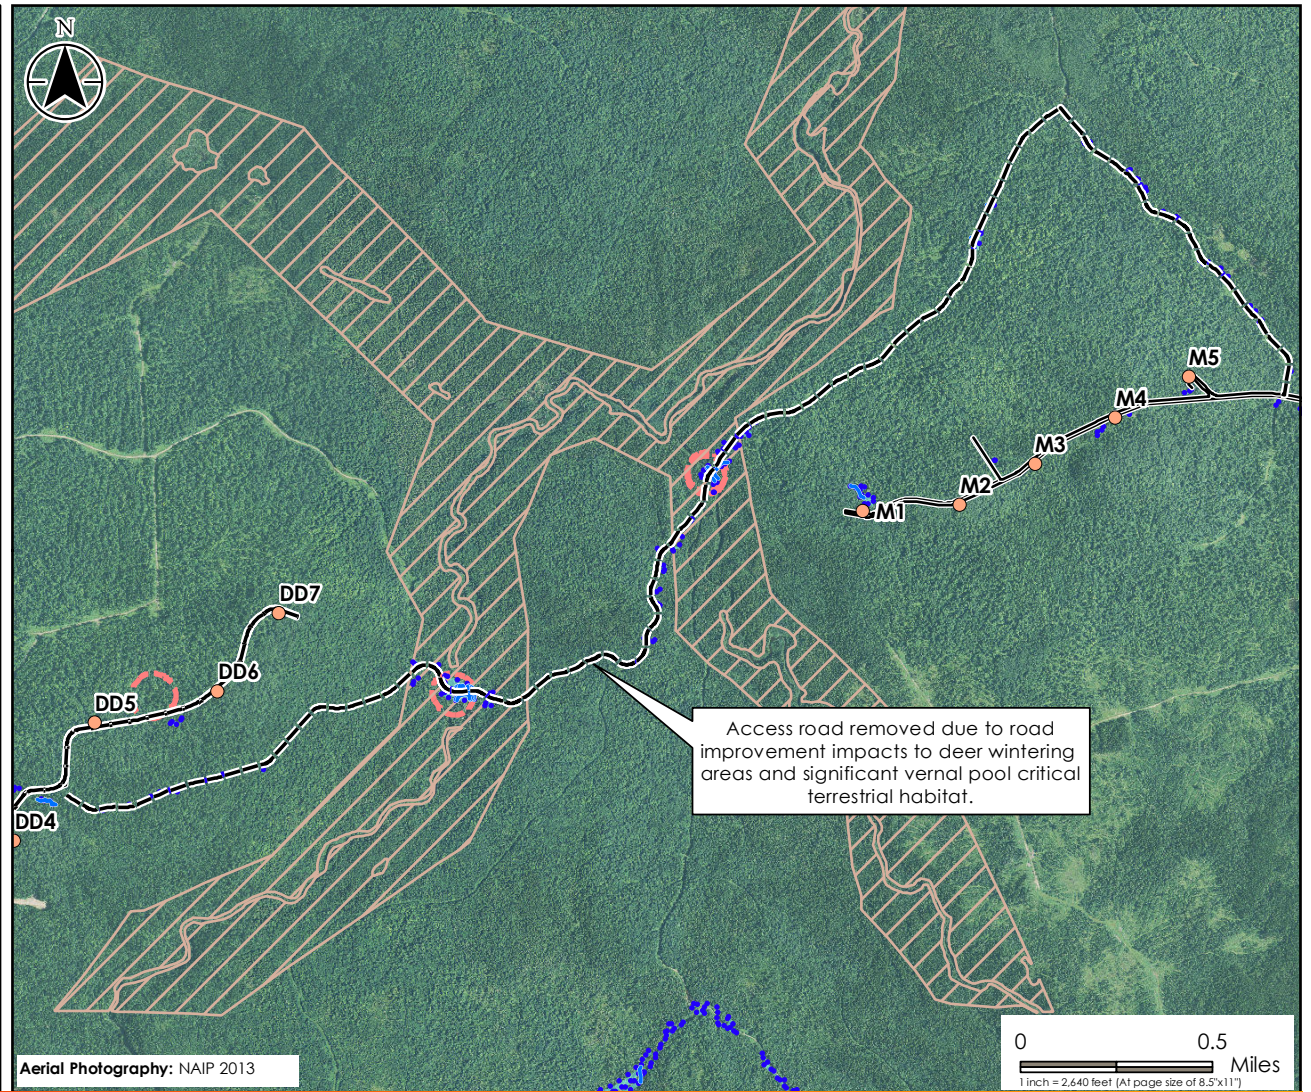 N
M5
M4
M3
M2
M1
DD7
DD6
DD5
DD4
Access road removed due to road
improvement impacts to deer wintering
areas and significant vernal pool critical
terrestrial habitat.
0 0.5
Miles
1 inch = 2,640 feet (At page size of 8.5"x11")
Aerial Photography: NAIP 2013